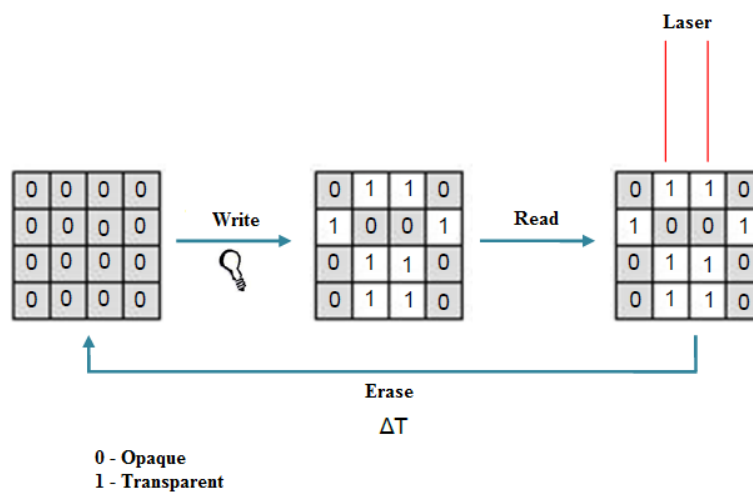 Laser
0 0 0 0 0 1 1 0 0 1 1 0
0 0 0 0 Write 1 0 0 1 Read 1 0 0 1
0 0 0 0 0 1 1 0 0 1 1 0
0 0 0 0 0 1 1 0 0 1 1 0
Erase
ΔT
0 - Opaque
1 - Transparent